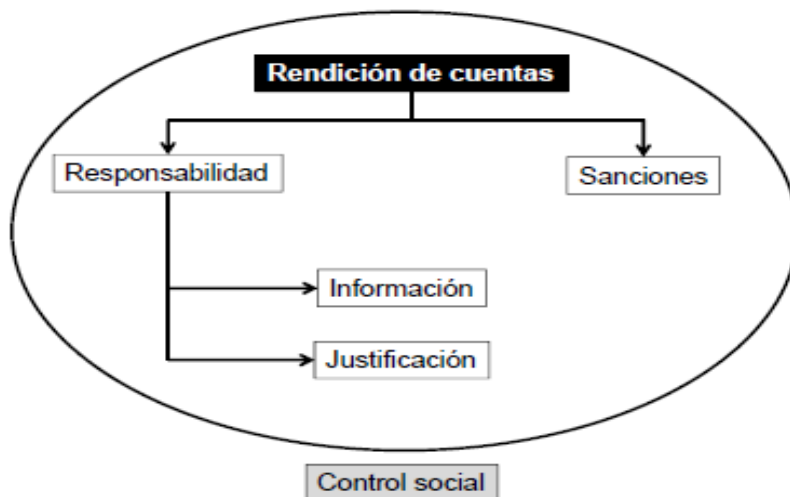 Rendición de cuentas
Responsabilidad
Sanciones
Información
Justificación
Control social